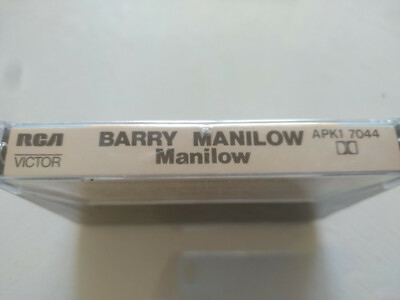 RCA BARRY MANILOW APK1 7044
VICTOR Manilow